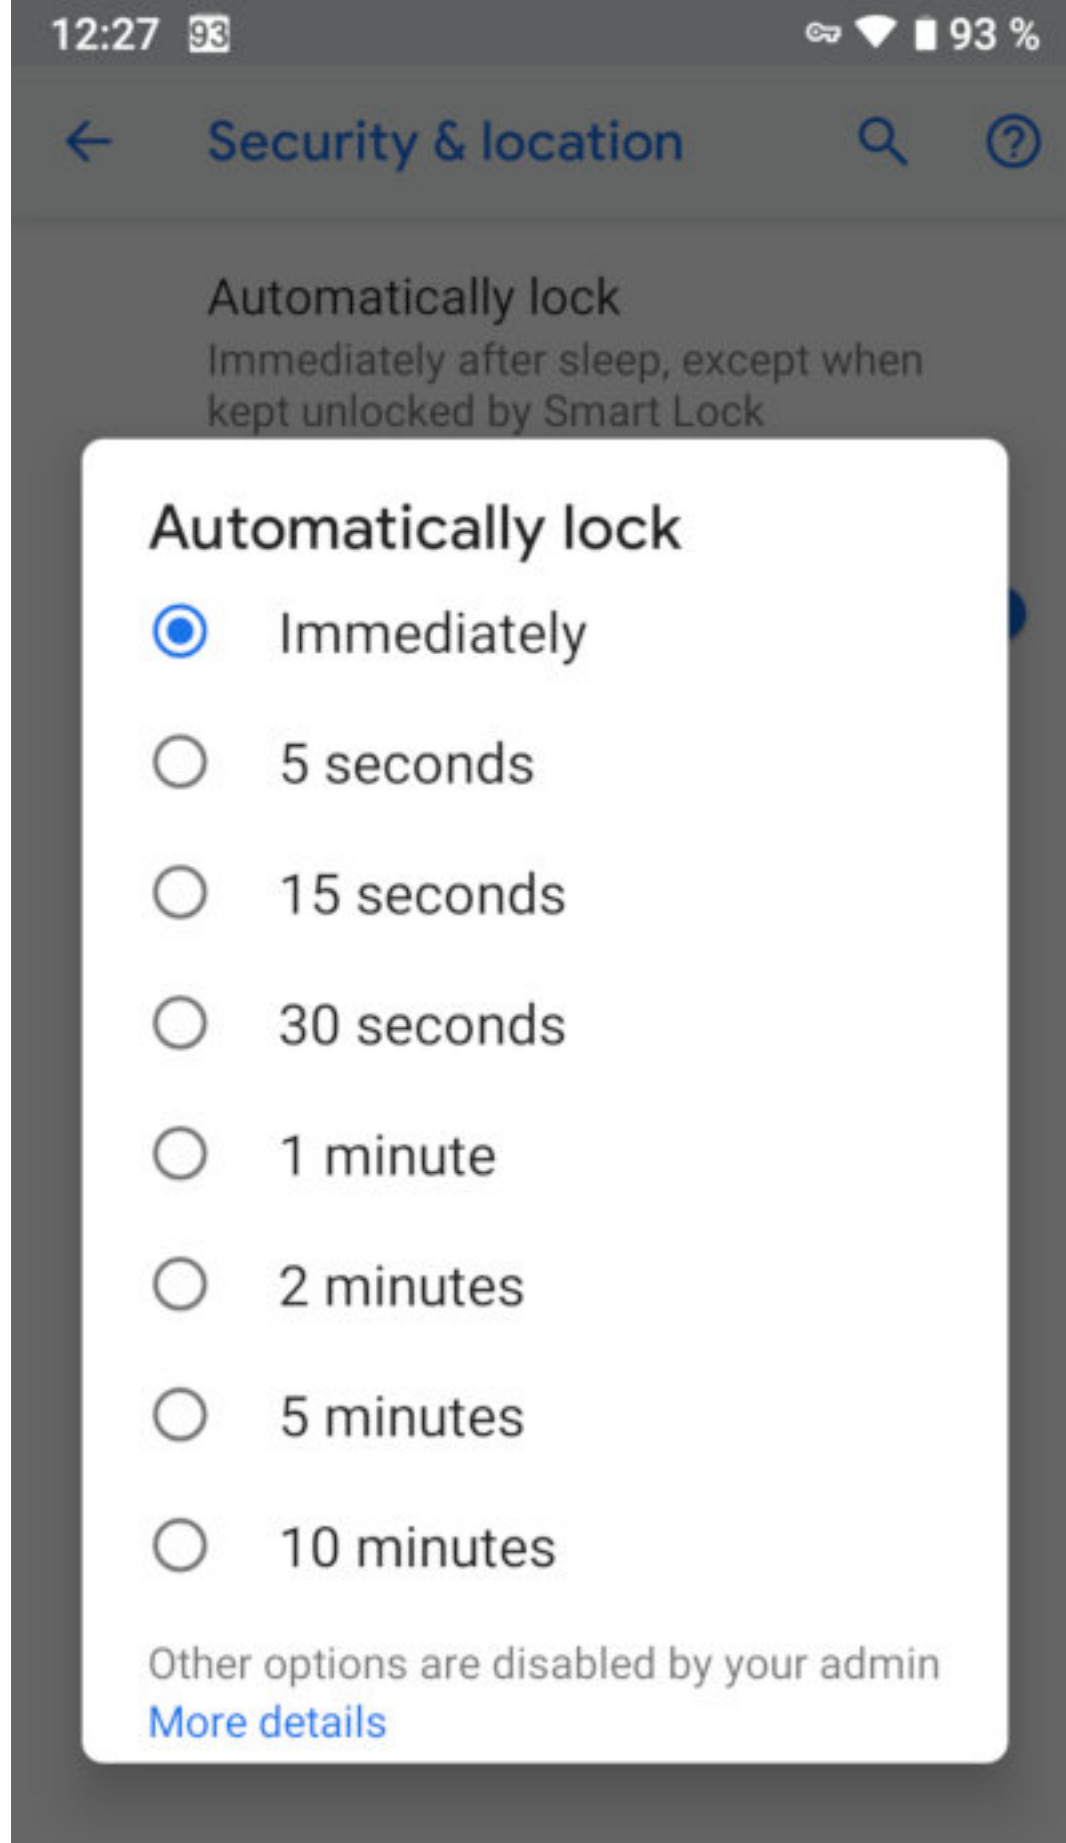 12:27 93 93 %
Security & location
Automatically lock
Immediately after sleep, except when
kept unlocked by Smart Lock
Automatically lock
Immediately
5 seconds
15 seconds
30 seconds
1 minute
2 minutes
5 minutes
10 minutes
Other options are disabled by your admin
More details